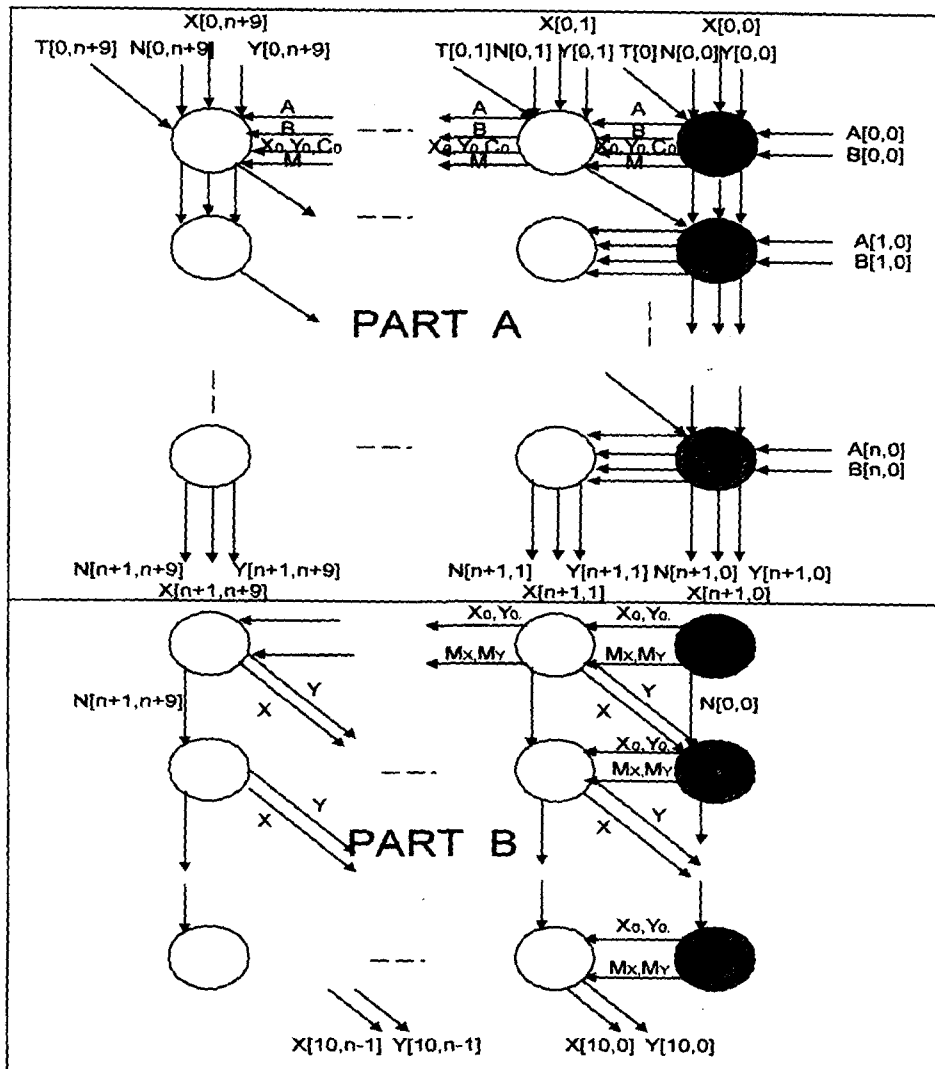 X[0,n+9] X[0,1] X[0,0]
T[0,n+9] N[0,n+9] Y[0,n+9] T[0,1] N[0,1] Y[0,1] T[0] N[0,0] Y[0,0]
A A A
B B B A[0,0]
X0,Y0,C0 X0,Y0,C0 X0,Y0,C0 B[0,0]
M M M
A[1,0]
B[1,0]
PART A
A[n,0]
B[n,0]
N[n+1,n+9] Y[n+1,n+9] N[n+1,1] Y[n+1,1] N[n+1,0] Y[n+1,0]
X[n+1,n+9] X[n+1,1] X[n+1,0]
X0,Y0. X0,Y0.
Mx,MY Mx,MY
N[n+1,n+9] Y Y N[0,0]
X X
X0,Y0.
Mx,MY
Y Y
X X
PART B
X0,Y0.
Mx,MY
X[10,n-1] Y[10,n-1] X[10,0] Y[10,0]